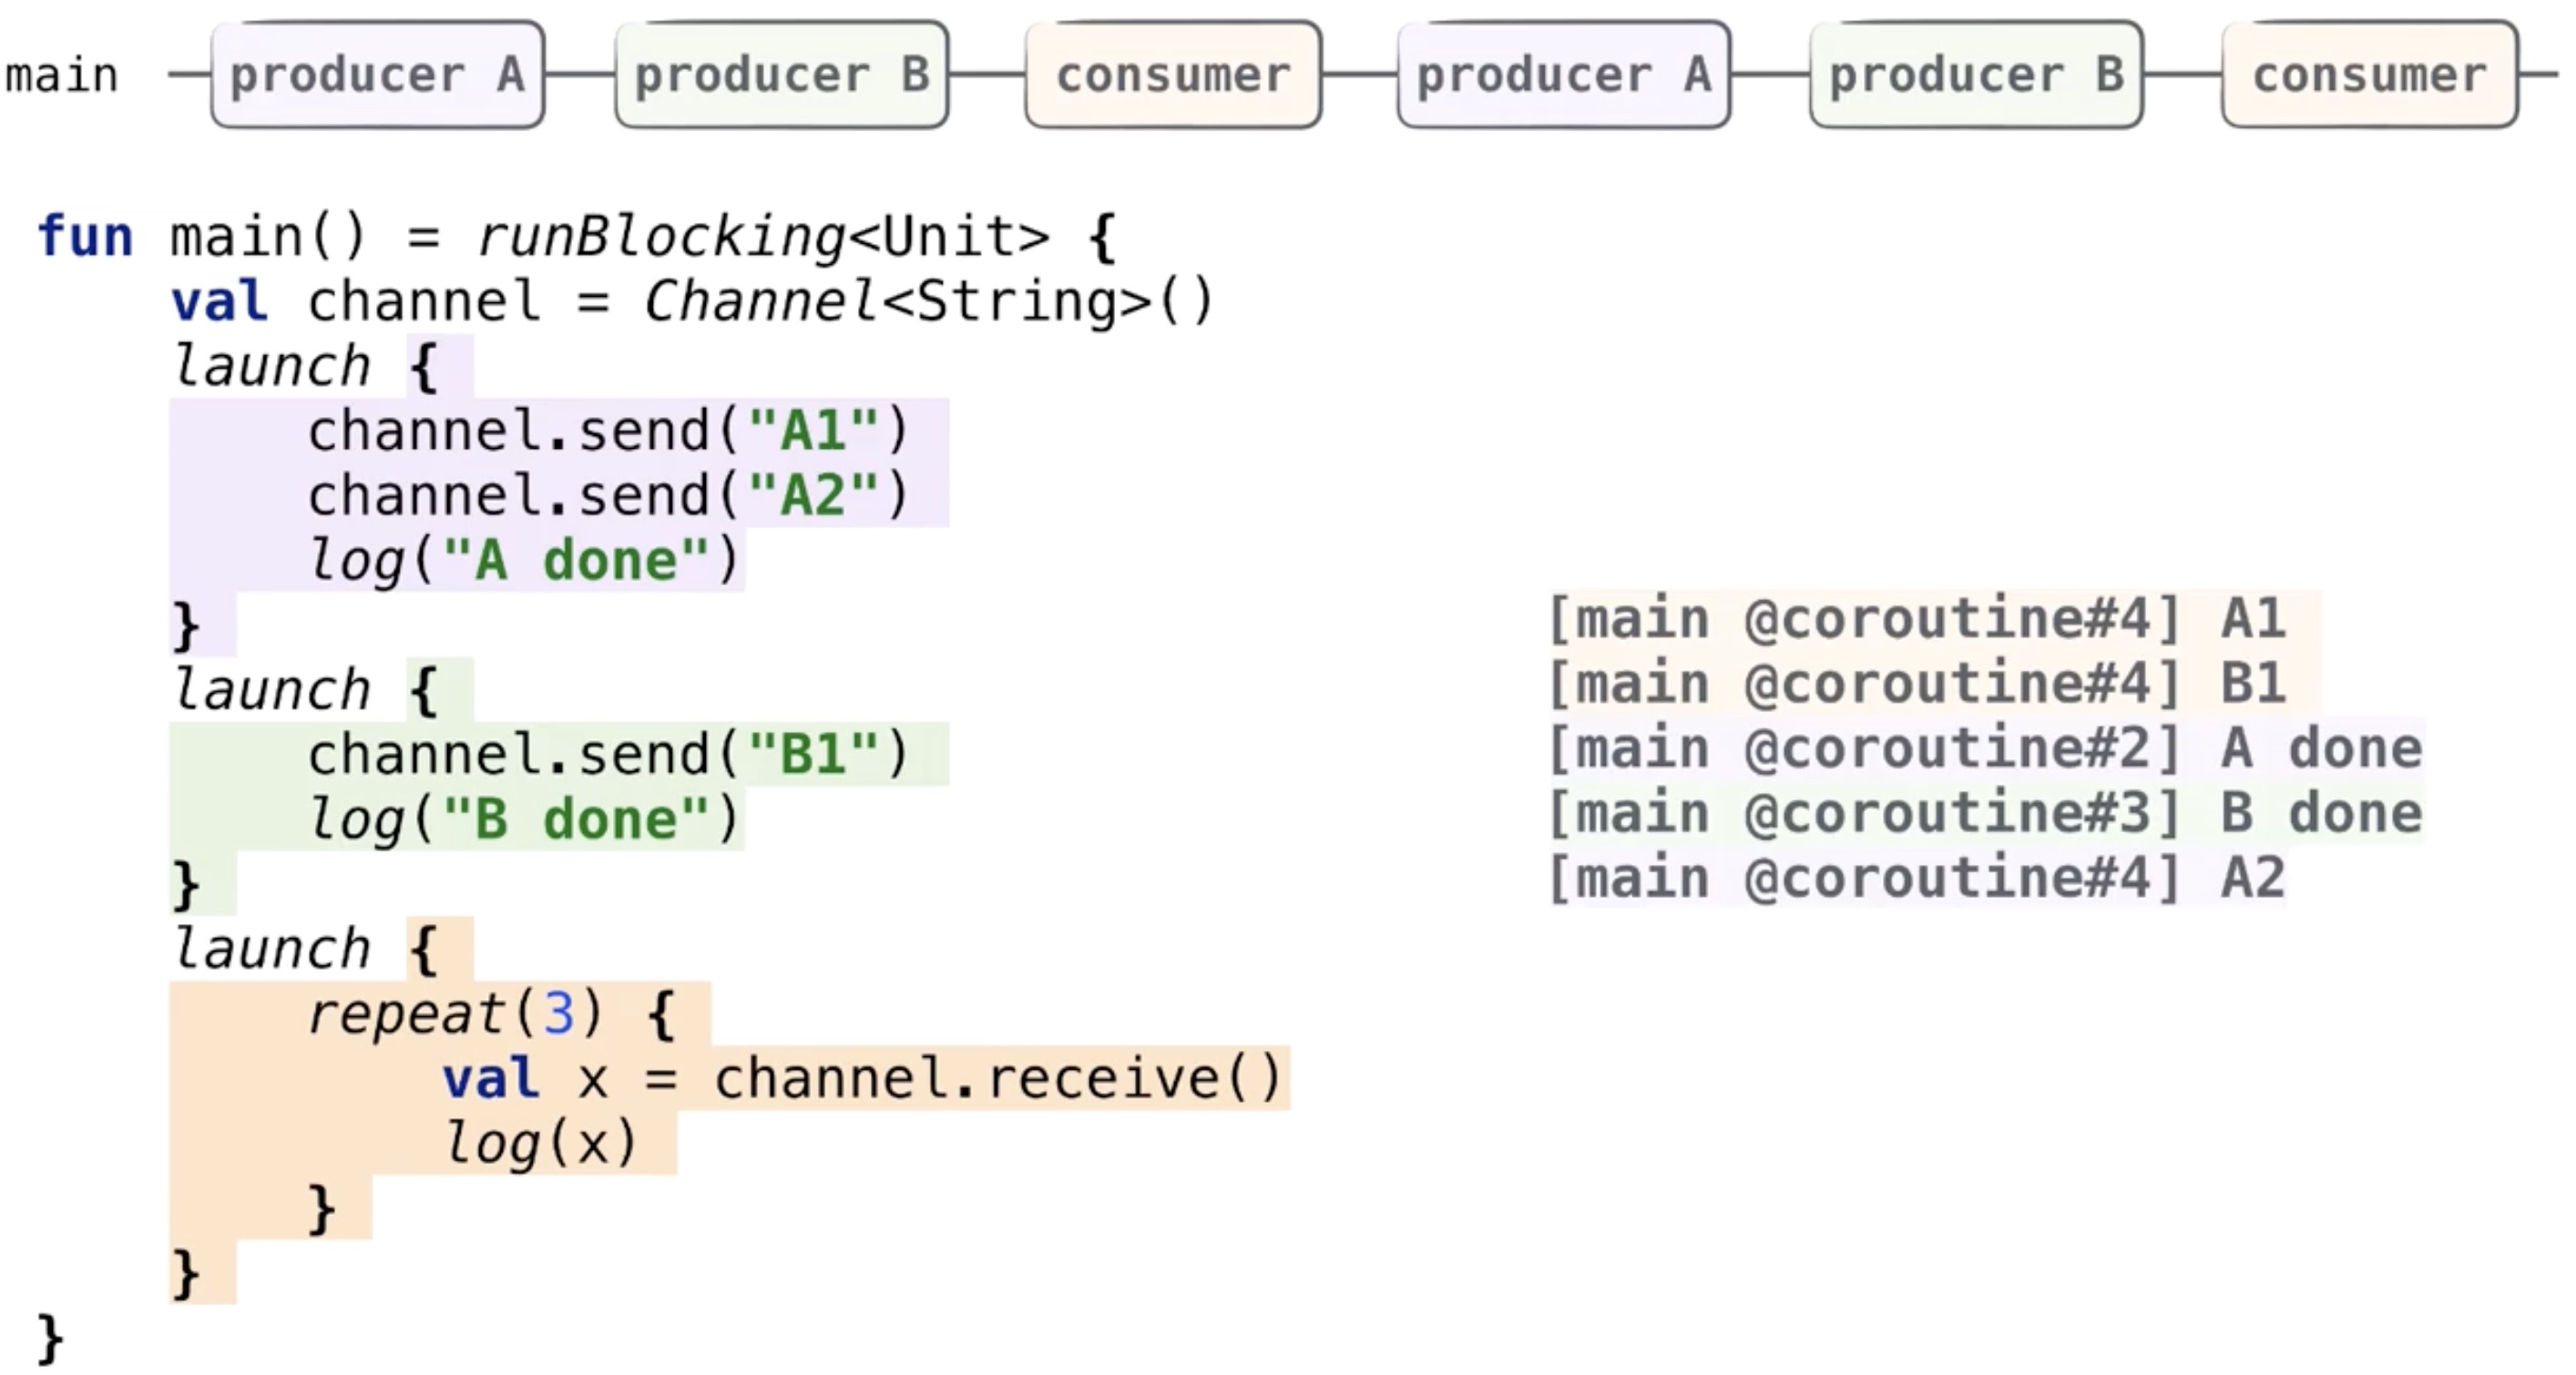 main producer A producer B consumer producer A producer B consumer
fun main() = runBlocking<Unit> {
    val channel = Channel<String>()
    launch {
        channel.send("A1")
        channel.send("A2")
        log("A done")
    }
    launch {
        channel.send("B1")
        log("B done")
    }
    launch {
        repeat(3) {
            val x = channel.receive()
            log(x)
        }
    }
}
[main @coroutine#4] A1
[main @coroutine#4] B1
[main @coroutine#2] A done
[main @coroutine#3] B done
[main @coroutine#4] A2